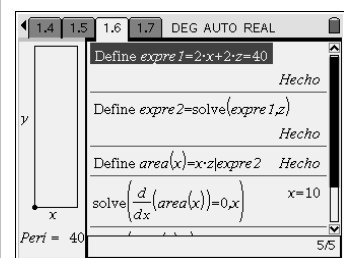 1.4 1.5 1.6 1.7 DEG AUTO REAL
Define expre1=2·x+2·z=40
Hecho
Define expre2=solve(expre1,z)
Hecho
Define area(x)=x·z|expre2 Hecho
solve(d/dx(area(x))=0,x) x=10
y
x
Perí = 40
5/5